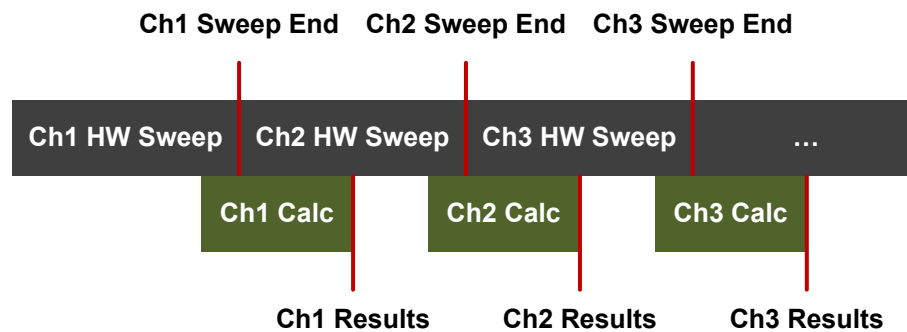 Ch1 Sweep End Ch2 Sweep End Ch3 Sweep End
Ch1 HW Sweep Ch2 HW Sweep Ch3 HW Sweep …
Ch1 Calc Ch2 Calc Ch3 Calc
Ch1 Results Ch2 Results Ch3 Results